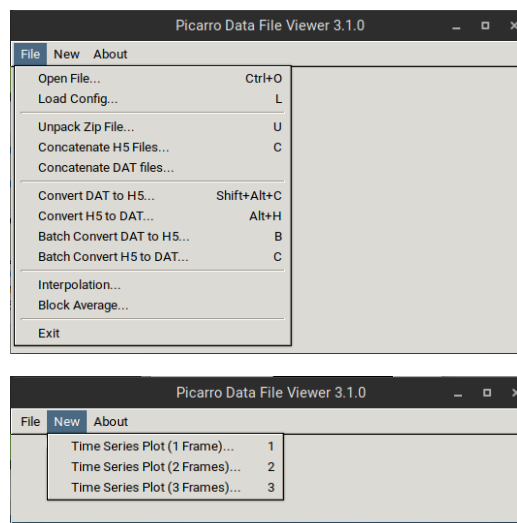 Picarro Data File Viewer 3.1.0
File New About
Open File... Ctrl+O
Load Config... L
Unpack Zip File... U
Concatenate H5 Files... C
Concatenate DAT files...
Convert DAT to H5... Shift+Alt+C
Convert H5 to DAT... Alt+H
Batch Convert DAT to H5... B
Batch Convert H5 to DAT... C
Interpolation...
Block Average...
Exit
Picarro Data File Viewer 3.1.0
File New About
Time Series Plot (1 Frame)... 1
Time Series Plot (2 Frames)... 2
Time Series Plot (3 Frames)... 3